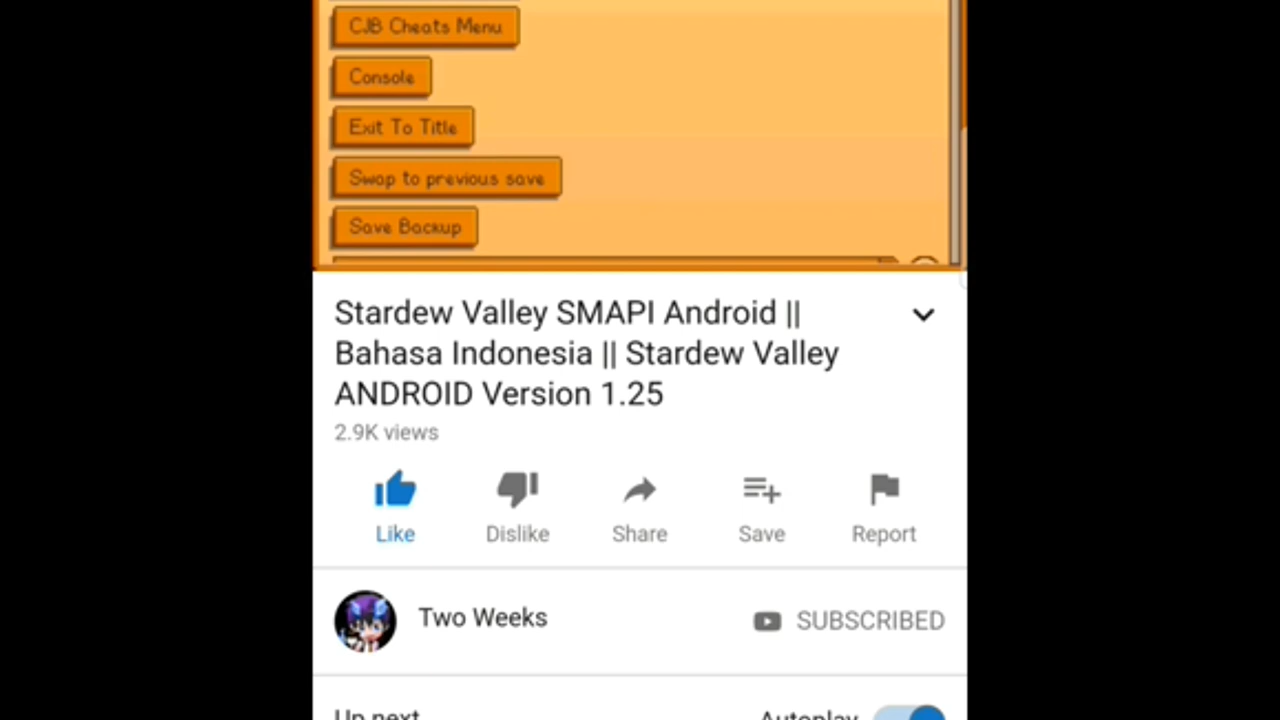 CJB Cheats Menu
Console
Exit To Title
Swap to previous save
Save Backup
Stardew Valley SMAPI Android ||
Bahasa Indonesia || Stardew Valley
ANDROID Version 1.25
2.9K views
Like Dislike Share Save Report
Two Weeks SUBSCRIBED
Up next Autoplay